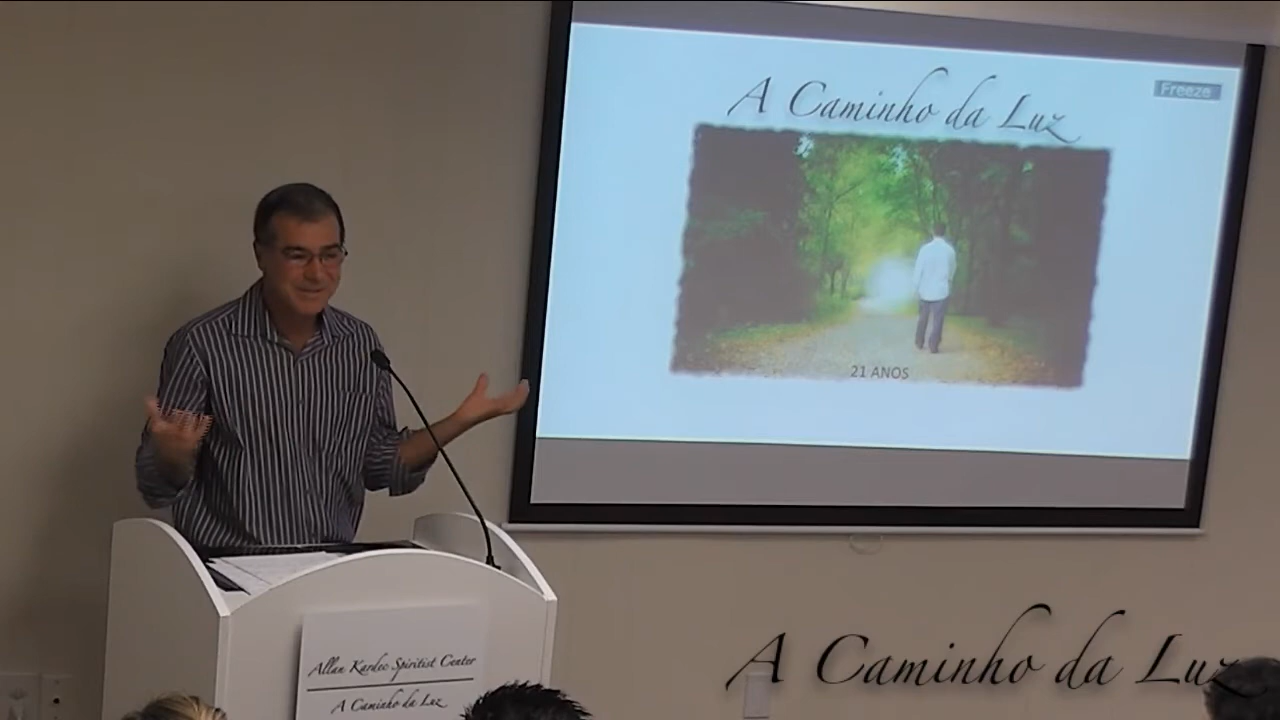 A Caminho da Luz
Freeze
21 ANOS
Allan Kardec Spiritist Center
A Caminho da Luz
A Caminho da Luz